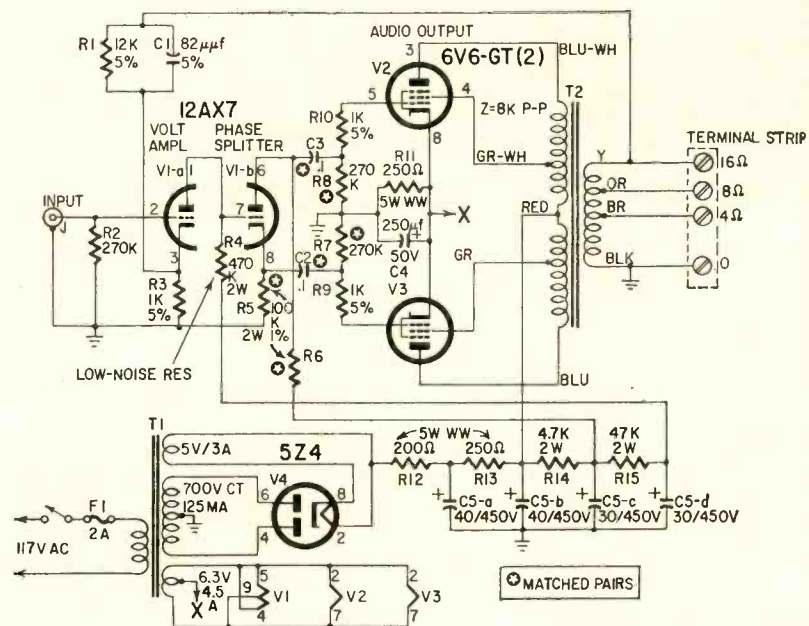 AUDIO OUTPUT
6V6-GT(2)
R1
12K
5%
C1
82μμf
5%
12AX7
VOLT
AMPL
PHASE
SPLITTER
V1-a
1
V1-b
6
2
7
3
8
INPUT
J
R2
270K
R3
1K
5%
R4
470
K
2W
R5
100
K
2W
1%
LOW-NOISE RES
R6
C3
.1
C2
.1
R10
1K
5%
R8
270
K
R7
270K
R9
1K
5%
R11
250Ω
5W WW
250μf
50V
C4
X
V2
3
5
4
8
V3
BLU-WH
T2
Z=8K P-P
GR-WH
RED
GR
BLU
Y
OR
BR
BLK
TERMINAL STRIP
16Ω
8Ω
4Ω
0
T1
5V/3A
5Z4
V4
700V CT
125MA
6
8
4
2
F1
2A
117V AC
6.3V
4.5
A
X
5
9
4
V1
2
V2
7
2
V3
7
5W WW
200Ω
R12
250Ω
R13
4.7K
2W
R14
47K
2W
R15
C5-a
40/450V
C5-b
40/450V
C5-c
30/450V
C5-d
30/450V
MATCHED PAIRS